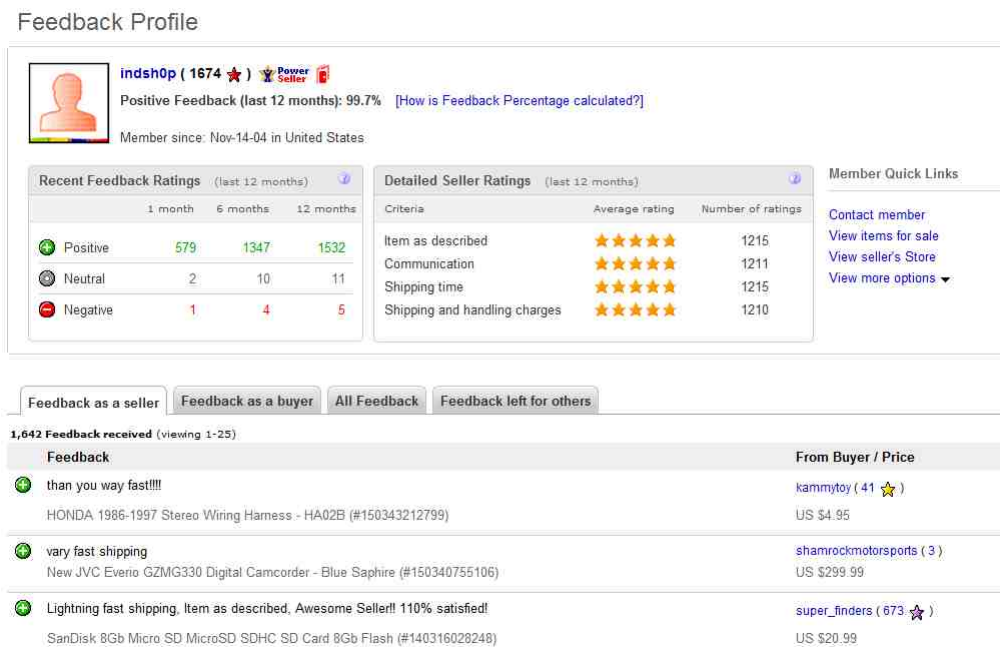 Feedback Profile
indsh0p ( 1674 ) Power Seller
Positive Feedback (last 12 months): 99.7% [How is Feedback Percentage calculated?]
Member since: Nov-14-04 in United States
Recent Feedback Ratings (last 12 months)
1 month 6 months 12 months
Positive 579 1347 1532
Neutral 2 10 11
Negative 1 4 5
Detailed Seller Ratings (last 12 months)
Criteria Average rating Number of ratings
Item as described 1215
Communication 1211
Shipping time 1215
Shipping and handling charges 1210
Member Quick Links
Contact member
View items for sale
View seller's Store
View more options
Feedback as a seller Feedback as a buyer All Feedback Feedback left for others
1,642 Feedback received (viewing 1-25)
Feedback From Buyer / Price
than you way fast!!!! kammytoy ( 41 )
HONDA 1986-1997 Stereo Wiring Harness - HA02B (#150343212799) US $4.95
vary fast shipping shamrockmotorsports ( 3 )
New JVC Everio GZMG330 Digital Camcorder - Blue Saphire (#150340755106) US $299.99
Lightning fast shipping, Item as described, Awesome Seller!! 110% satisfied! super_finders ( 673 )
SanDisk 8Gb Micro SD MicroSD SDHC SD Card 8Gb Flash (#140316028248) US $20.99